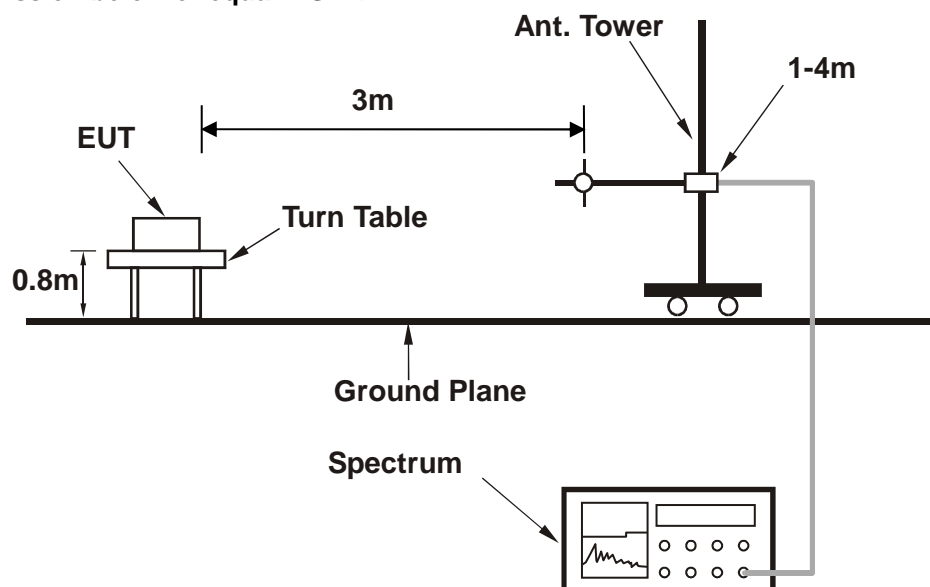 Ant. Tower
1-4m
3m
EUT
Turn Table
0.8m
Ground Plane
Spectrum